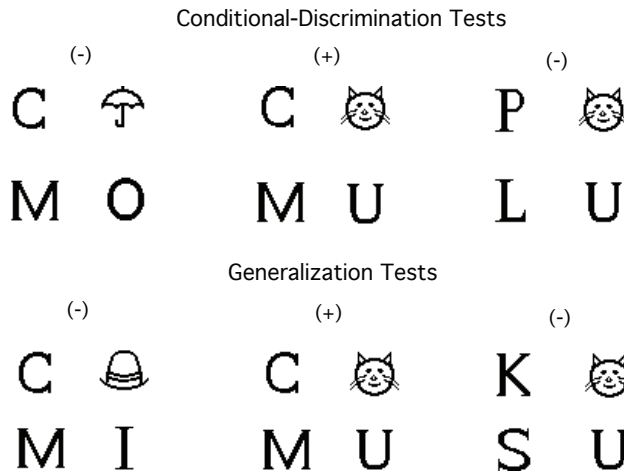 Conditional-Discrimination Tests
(-) (+) (-)
C C P
M O M U L U
Generalization Tests
(-) (+) (-)
C C K
M I M U S U